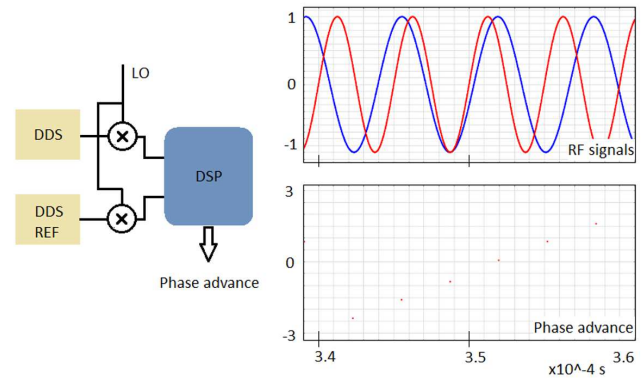 LO
DDS
DDS
REF
DSP
Phase advance
1
0
-1
RF signals
3
0
-3
Phase advance
3.4
3.5
3.6
x10^-4 s